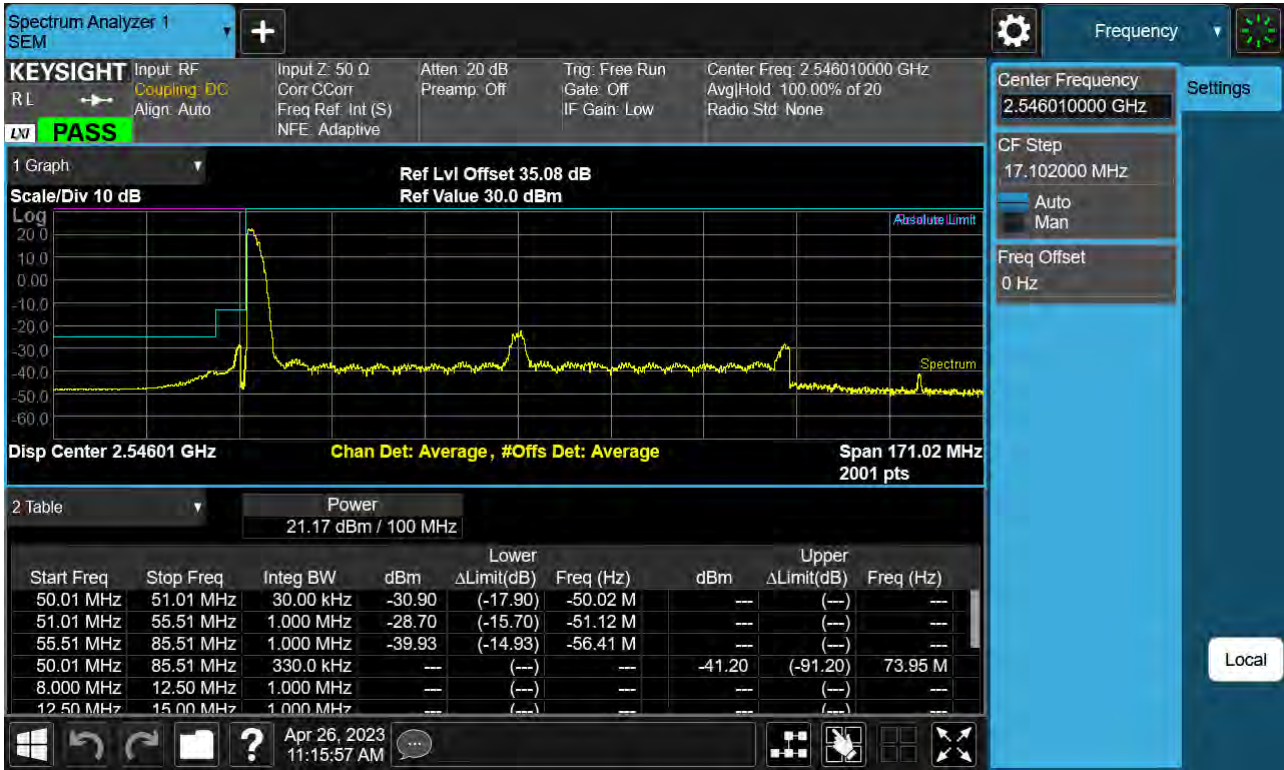 Spectrum Analyzer 1
SEM
Frequency
KEYSIGHT
RL
LXI
PASS
Input: RF
Coupling: DC
Align: Auto
Input Z: 50 Ω
Corr CCorr
Freq Ref: Int (S)
NFE: Adaptive
Atten: 20 dB
Preamp: Off
Trig: Free Run
Gate: Off
IF Gain: Low
Center Freq: 2.546010000 GHz
Avg|Hold: 100.00% of 20
Radio Std: None
Center Frequency
2.546010000 GHz
Settings
CF Step
17.102000 MHz
Auto
Man
Freq Offset
0 Hz
Local
1 Graph
Scale/Div 10 dB
Ref Lvl Offset 35.08 dB
Ref Value 30.0 dBm
Log
20.0
10.0
0.00
-10.0
-20.0
-30.0
-40.0
-50.0
-60.0
Limit
Spectrum
Disp Center 2.54601 GHz
Chan Det: Average , #Offs Det: Average
Span 171.02 MHz
2001 pts
2 Table
Power
21.17 dBm / 100 MHz
Lower Upper
Start Freq Stop Freq Integ BW dBm ΔLimit(dB) Freq (Hz) dBm ΔLimit(dB) Freq (Hz)
50.01 MHz 51.01 MHz 30.00 kHz -30.90 (-17.90) -50.02 M --- (---) ---
51.01 MHz 55.51 MHz 1.000 MHz -28.70 (-15.70) -51.12 M --- (---) ---
55.51 MHz 85.51 MHz 1.000 MHz -39.93 (-14.93) -56.41 M --- (---) ---
50.01 MHz 85.51 MHz 330.0 kHz --- (---) --- -41.20 (-91.20) 73.95 M
8.000 MHz 12.50 MHz 1.000 MHz --- (---) --- --- (---) ---
12.50 MHz 15.00 MHz 1.000 MHz --- (---) --- --- (---) ---
?
Apr 26, 2023
11:15:57 AM